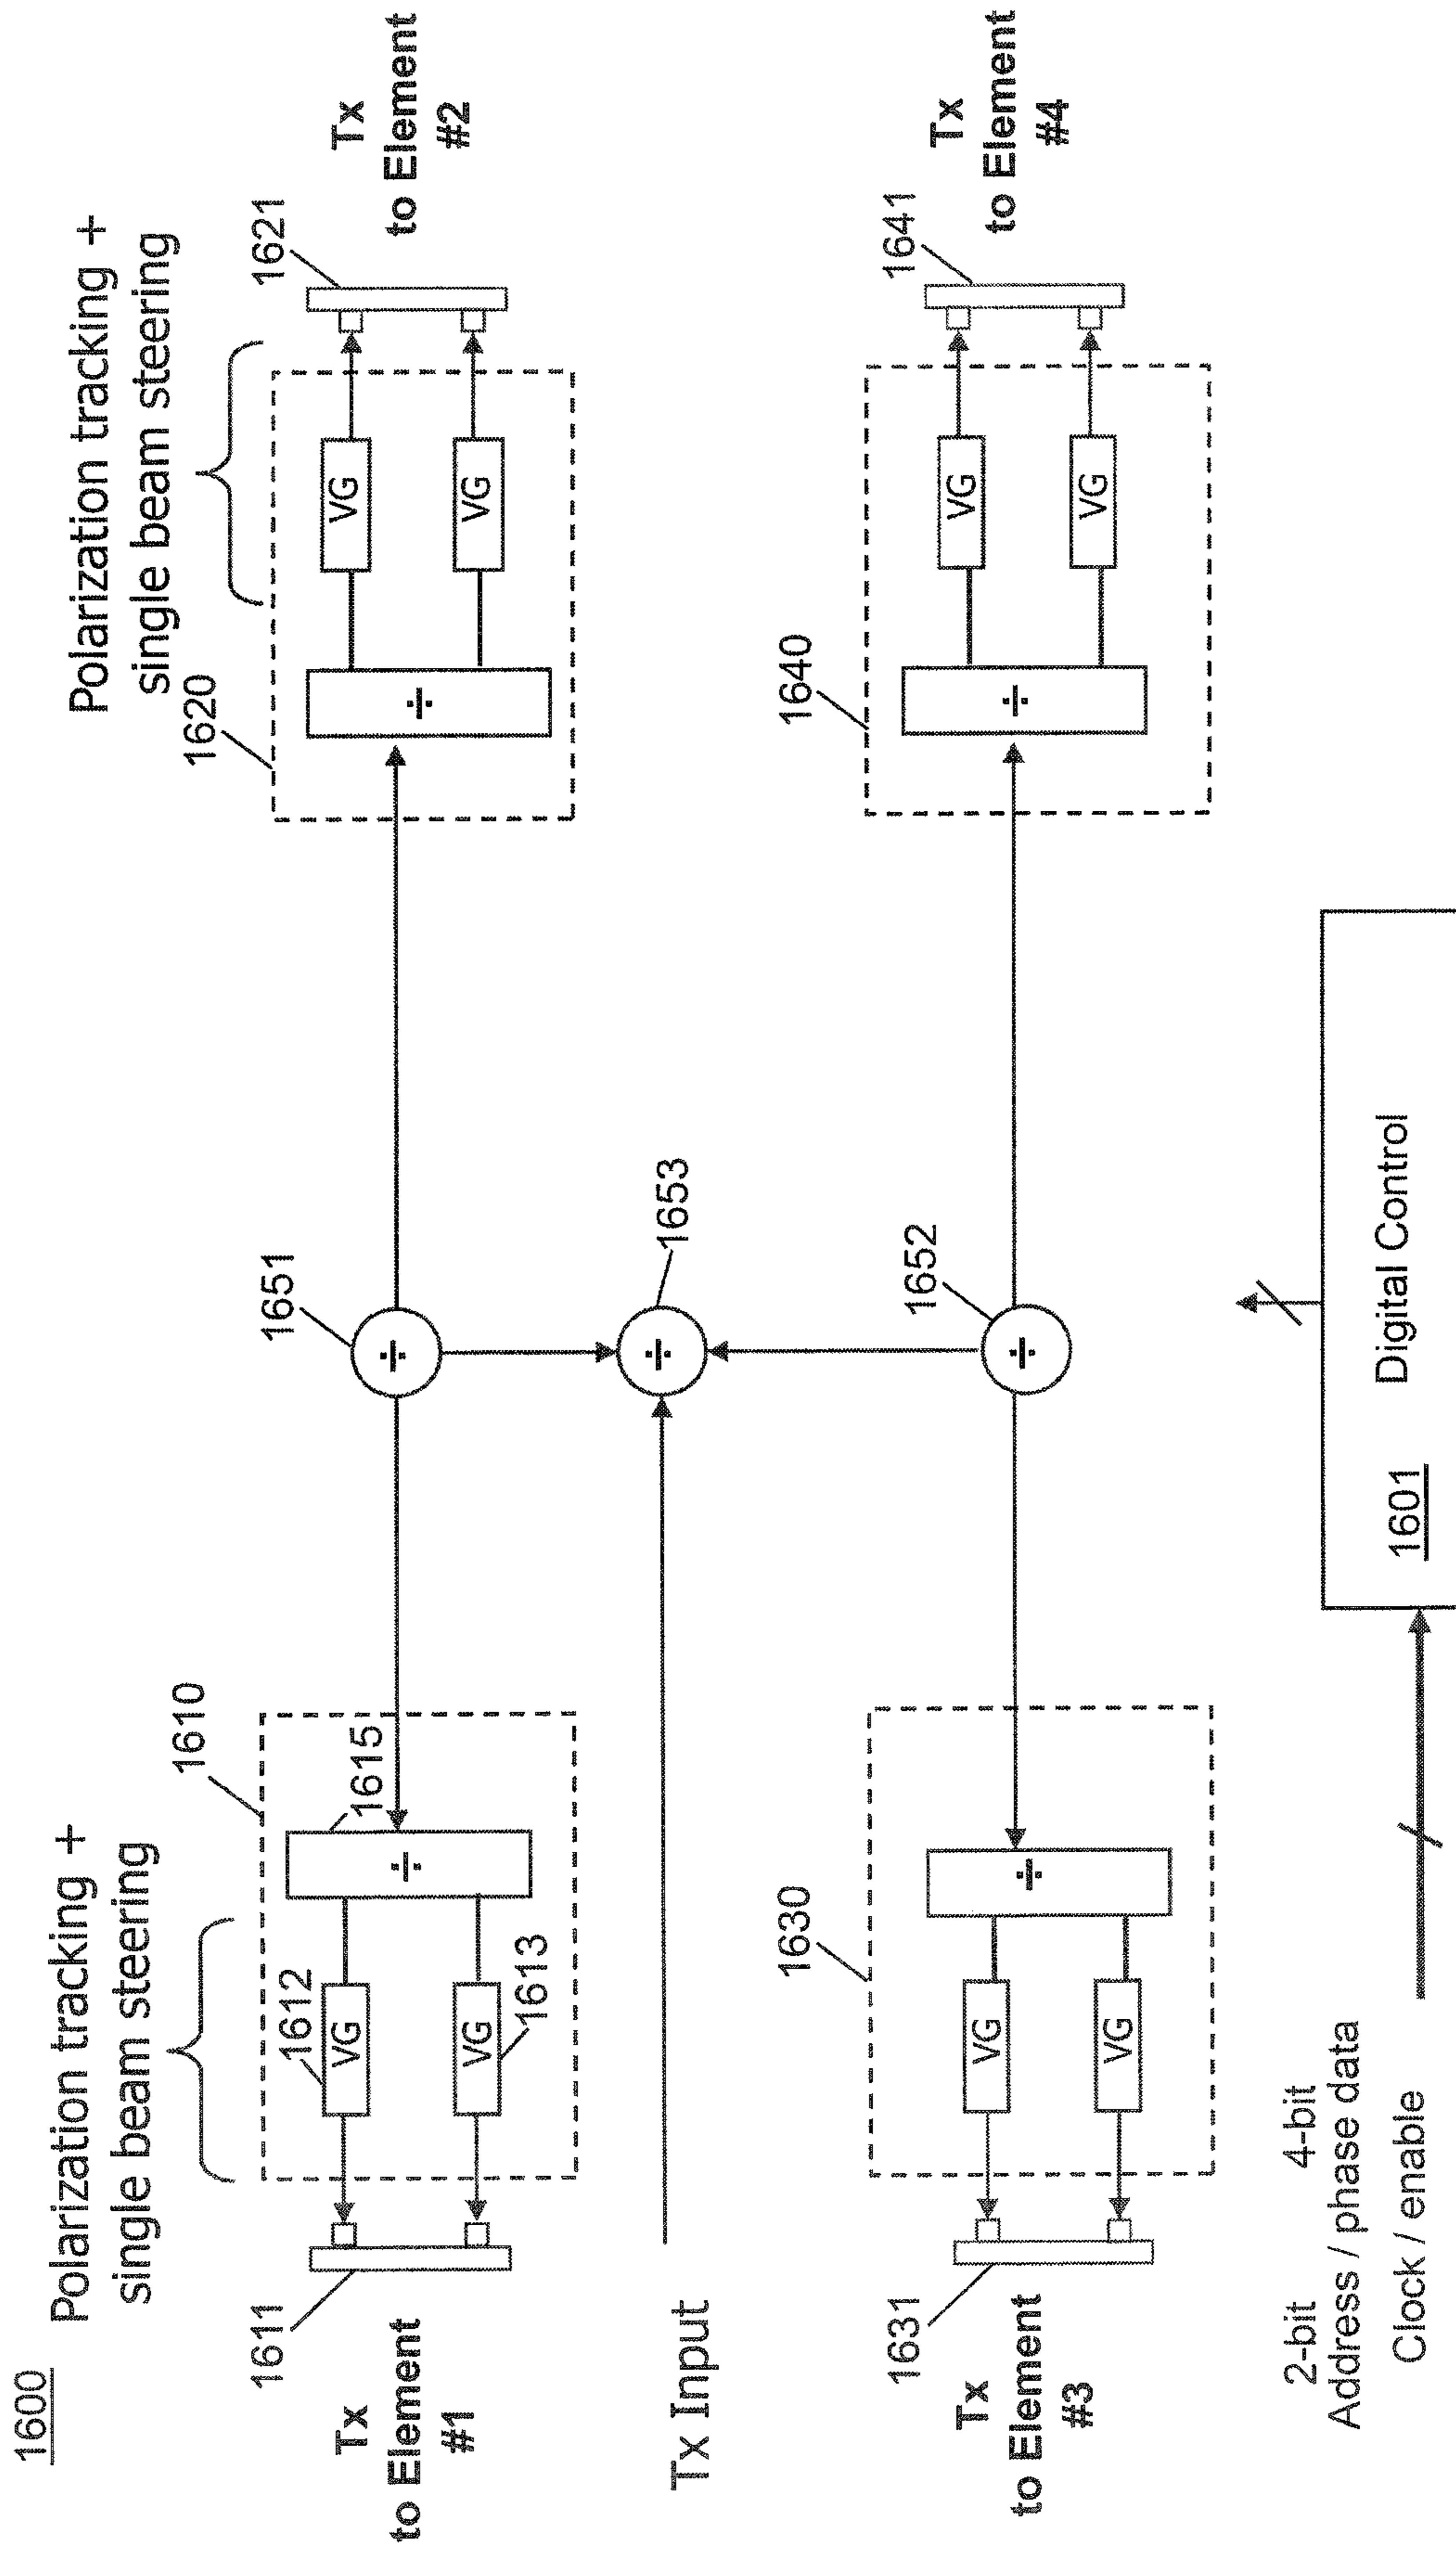 1600
Polarization tracking +
single beam steering
Polarization tracking +
single beam steering
1610
1620
1611
1612
1613
1615
VG
VG
÷
Tx
to Element
#1
1651
÷
÷
VG
VG
1621
Tx
to Element
#2
Tx Input
1653
÷
1630
1631
VG
VG
÷
Tx
to Element
#3
1652
÷
1640
÷
VG
VG
1641
Tx
to Element
#4
2-bit 4-bit
Address / phase data
Clock / enable
Digital Control
1601